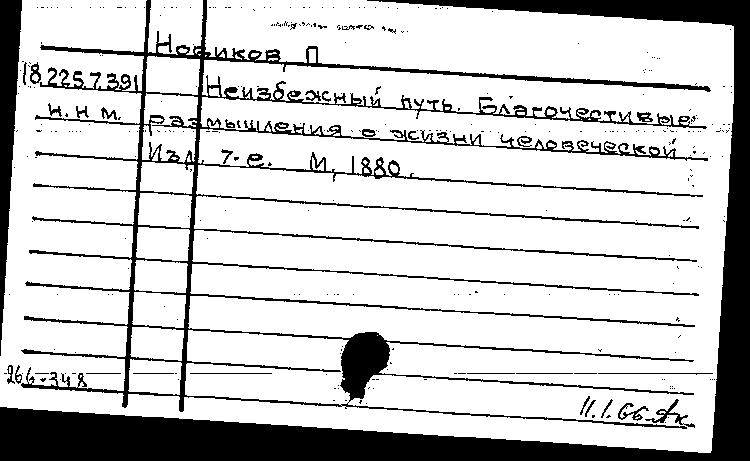 Новиков, П
18.225.7.391 Неизбежный путь. Благочестивые
н.н м. размышления о жизни человеческой.
Изд. 7-е. М, 1880.
266-348
11.1.66 Ак.